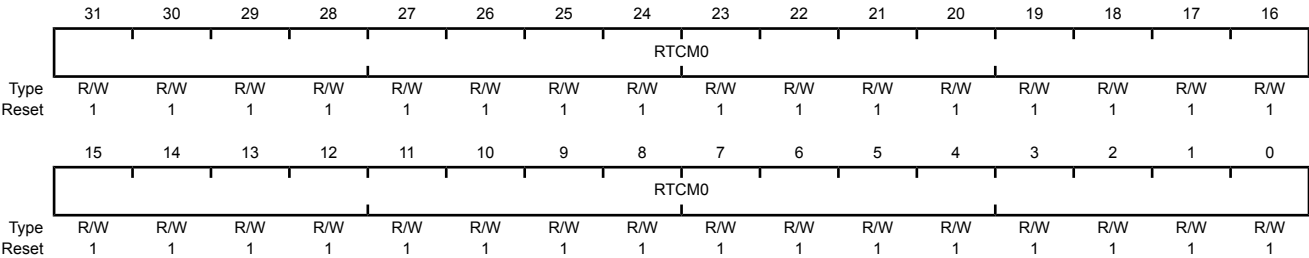 31 30 29 28 27 26 25 24 23 22 21 20 19 18 17 16
RTCM0
Type R/W R/W R/W R/W R/W R/W R/W R/W R/W R/W R/W R/W R/W R/W R/W R/W
Reset 1 1 1 1 1 1 1 1 1 1 1 1 1 1 1 1
15 14 13 12 11 10 9 8 7 6 5 4 3 2 1 0
RTCM0
Type R/W R/W R/W R/W R/W R/W R/W R/W R/W R/W R/W R/W R/W R/W R/W R/W
Reset 1 1 1 1 1 1 1 1 1 1 1 1 1 1 1 1